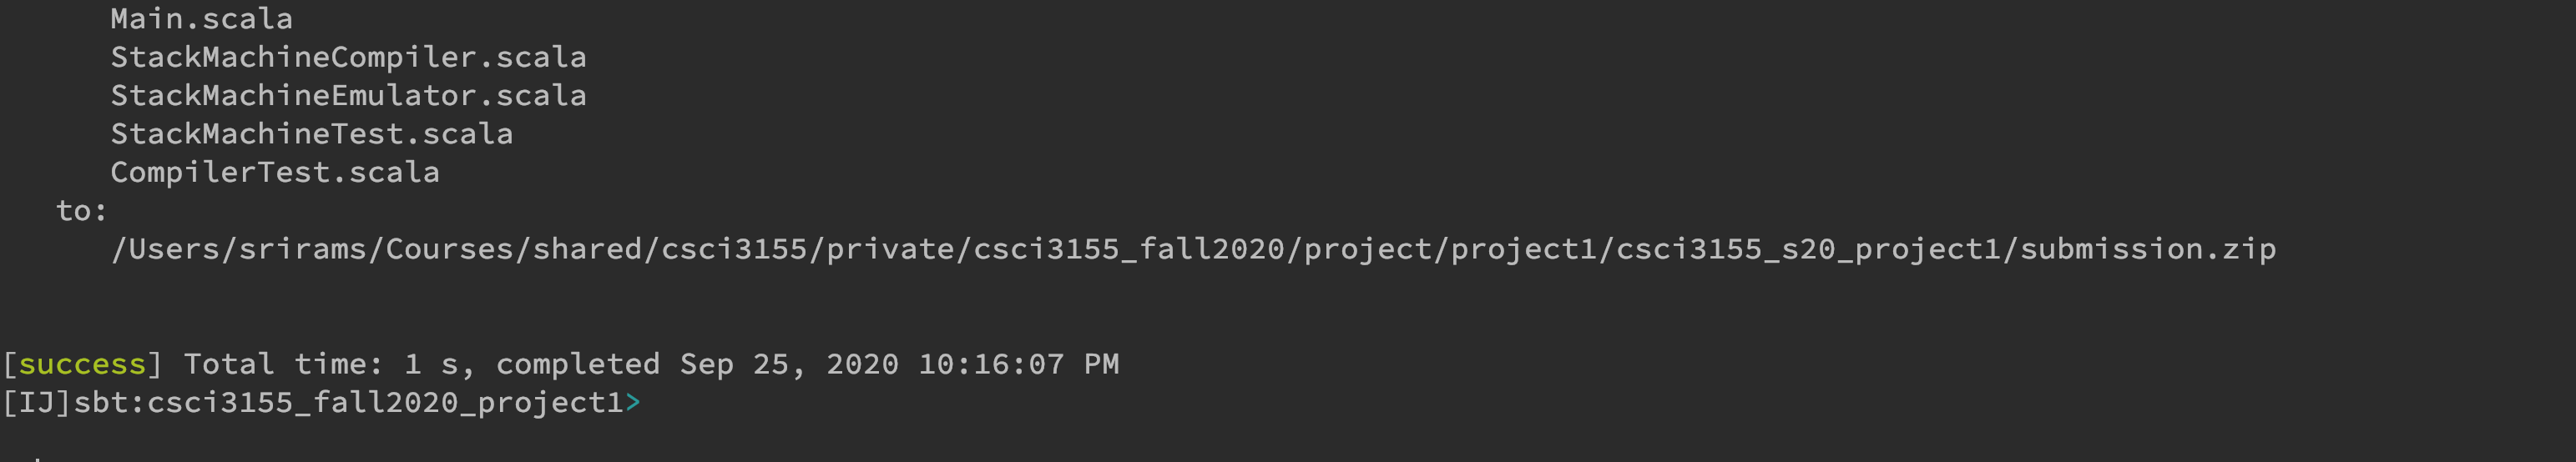 Main.scala
StackMachineCompiler.scala
StackMachineEmulator.scala
StackMachineTest.scala
CompilerTest.scala
to:
/Users/srirams/Courses/shared/csci3155/private/csci3155_fall2020/project/project1/csci3155_s20_project1/submission.zip
[success] Total time: 1 s, completed Sep 25, 2020 10:16:07 PM
[IJ]sbt:csci3155_fall2020_project1>